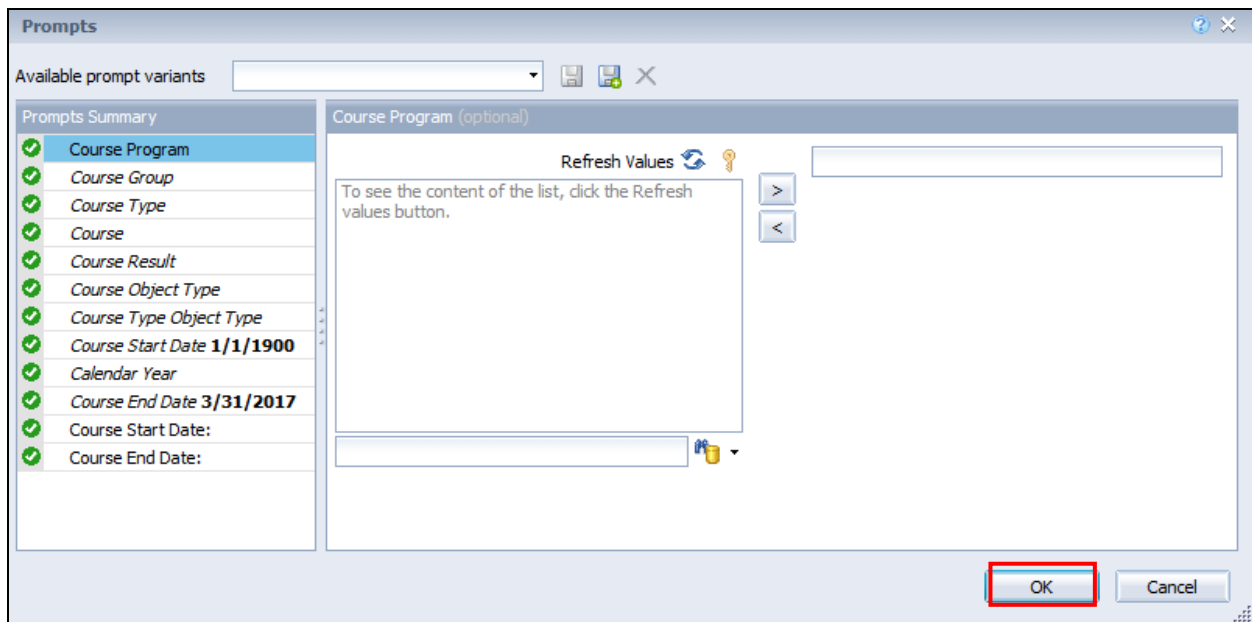 Prompts
Available prompt variants
Prompts Summary
Course Program
Course Group
Course Type
Course
Course Result
Course Object Type
Course Type Object Type
Course Start Date 1/1/1900
Calendar Year
Course End Date 3/31/2017
Course Start Date:
Course End Date:
Course Program (optional)
Refresh Values
To see the content of the list, click the Refresh
values button.
>
<
OK
Cancel